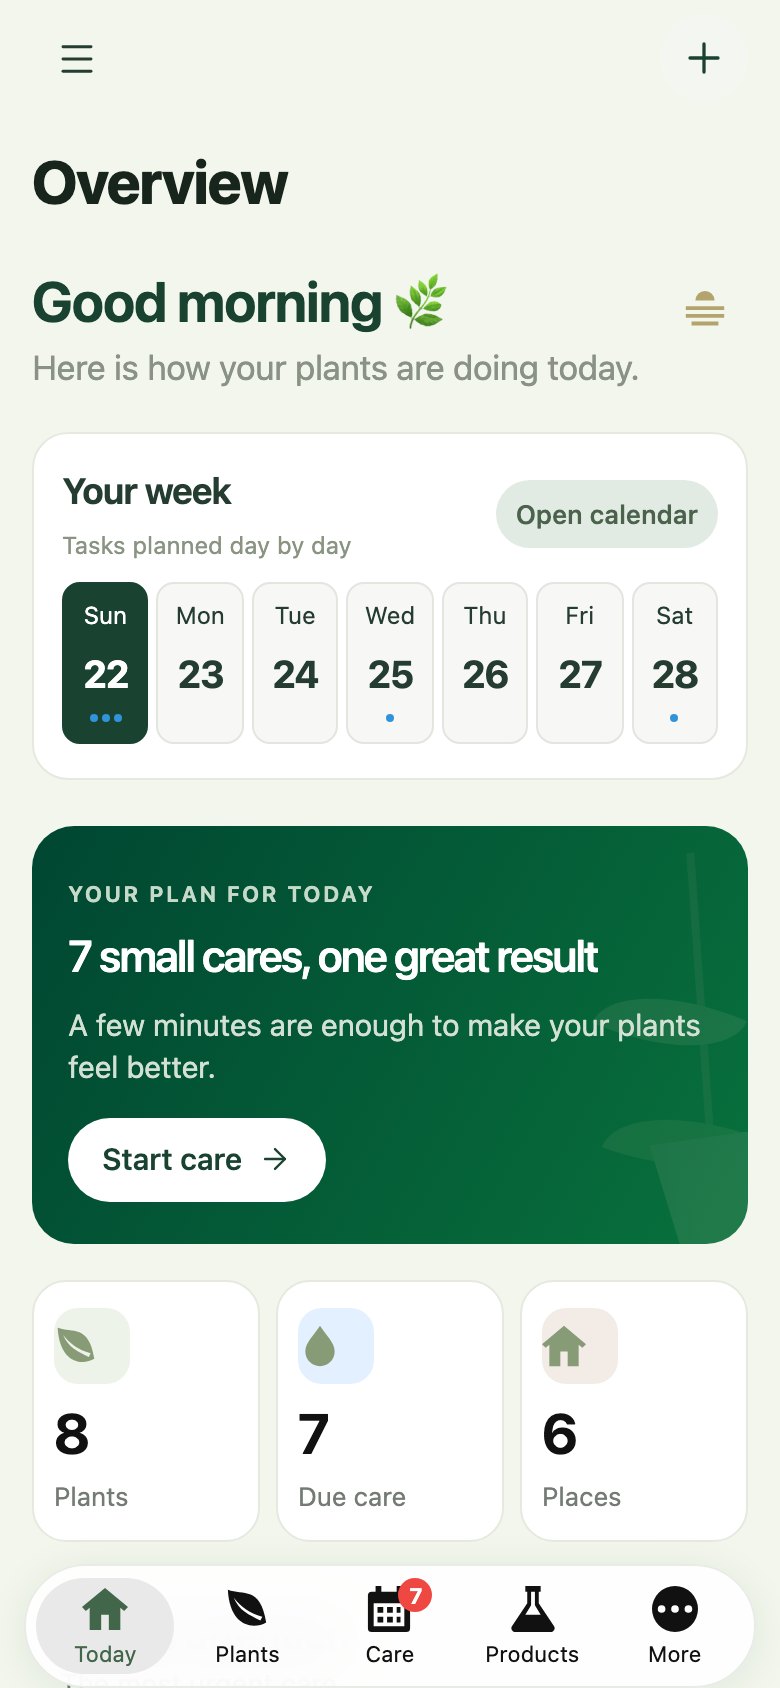 Overview
Good morning 🌿
Here is how your plants are doing today.
Your week
Open calendar
Tasks planned day by day
Sun Mon Tue Wed Thu Fri Sat
22 23 24 25 26 27 28
YOUR PLAN FOR TODAY
7 small cares, one great result
A few minutes are enough to make your plants
feel better.
Start care →
8 7 6
Plants Due care Places
7
Today Plants Care Products More